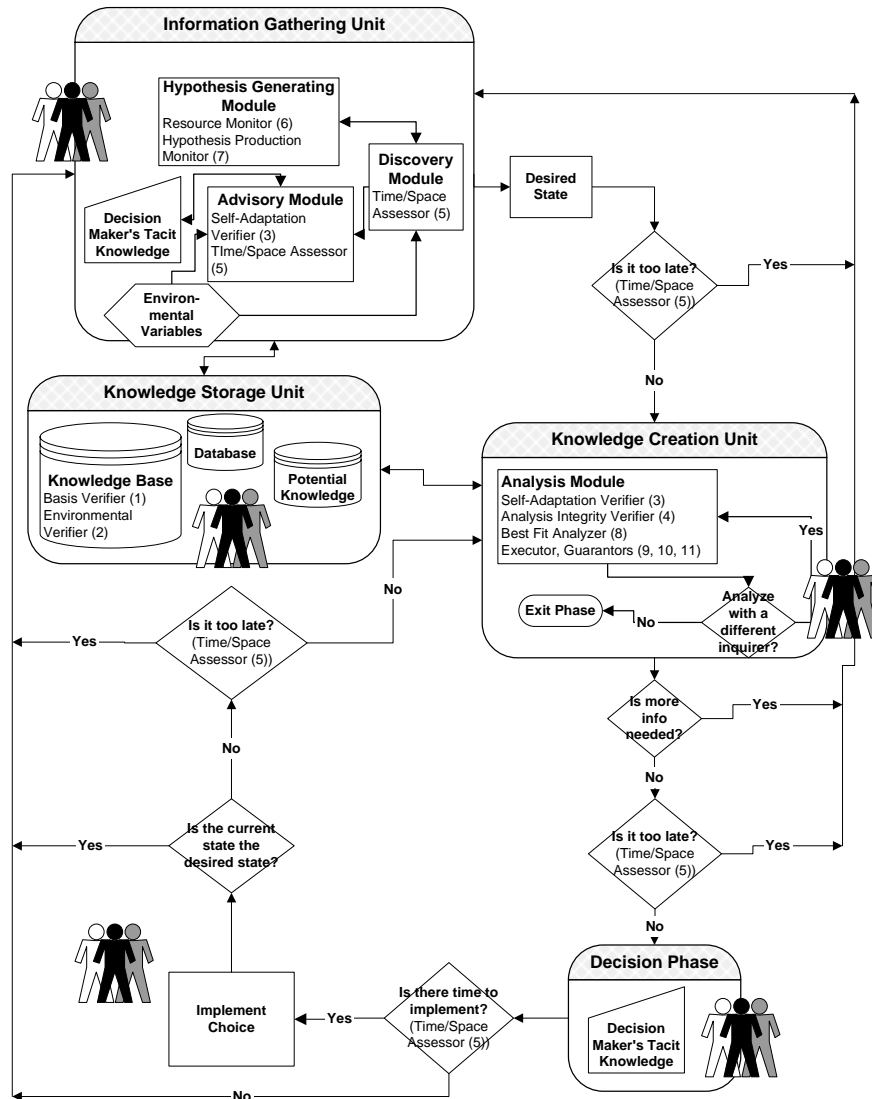 Information Gathering Unit
Hypothesis Generating
Module
Resource Monitor (6)
Hypothesis Production
Monitor (7)
Discovery
Module
Time/Space
Assessor
(5)
Advisory Module
Self-Adaptation
Verifier (3)
TIme/Space Assessor
(5)
Decision
Maker's Tacit
Knowledge
Environ-
mental
Variables
Desired
State
Is it too late?
(Time/Space
Assessor (5))
Yes
No
Knowledge Storage Unit
Knowledge Base
Basis Verifier (1)
Environmental
Verifier (2)
Database
Potential
Knowledge
Knowledge Creation Unit
Analysis Module
Self-Adaptation Verifier (3)
Analysis Integrity Verifier (4)
Best Fit Analyzer (8)
Executor, Guarantors (9, 10, 11)
Yes
Analyze
with a
different
inquirer?
No
Exit Phase
Is more
info
needed?
Yes
No
Is it too late?
(Time/Space
Assessor (5))
Yes
No
Decision Phase
Decision
Maker's Tacit
Knowledge
Is there time to
implement?
(Time/Space
Assessor (5))
Yes
No
Implement
Choice
Is the current
state the
desired state?
Yes
No
Is it too late?
(Time/Space
Assessor (5))
Yes
No